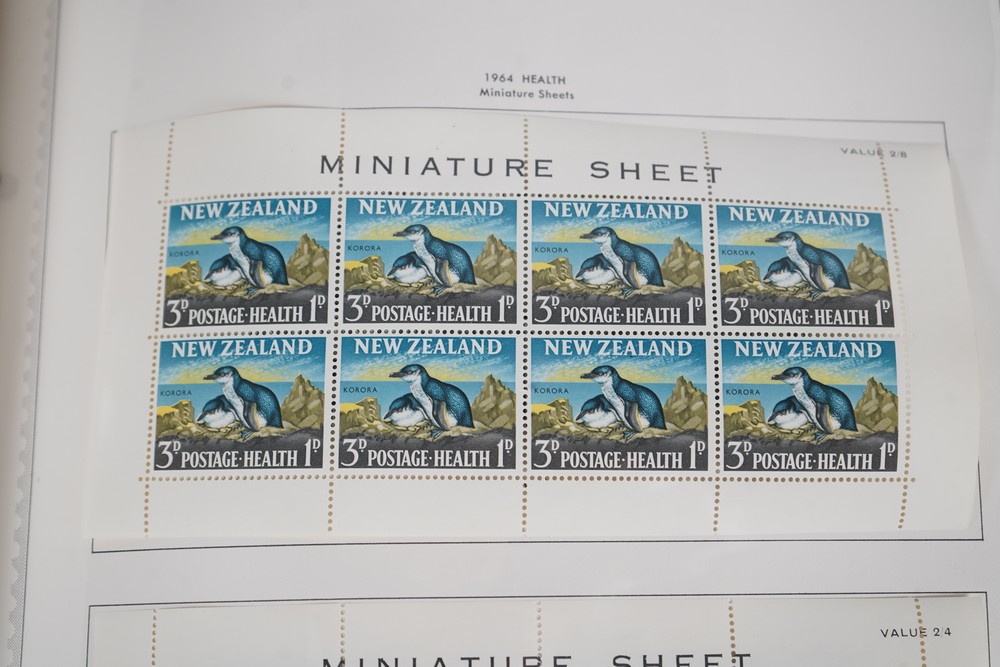 1964 HEALTH
Miniature Sheets
VALUE 2/8
MINIATURE SHEET
NEW ZEALAND NEW ZEALAND NEW ZEALAND NEW ZEALAND
KORORA KORORA KORORA KORORA
3D POSTAGE·HEALTH 1D 3D POSTAGE·HEALTH 1D 3D POSTAGE·HEALTH 1D 3D POSTAGE·HEALTH 1D
NEW ZEALAND NEW ZEALAND NEW ZEALAND NEW ZEALAND
KORORA KORORA KORORA KORORA
3D POSTAGE·HEALTH 1D 3D POSTAGE·HEALTH 1D 3D POSTAGE·HEALTH 1D 3D POSTAGE·HEALTH 1D
VALUE 2/4
MINIATURE SHEET